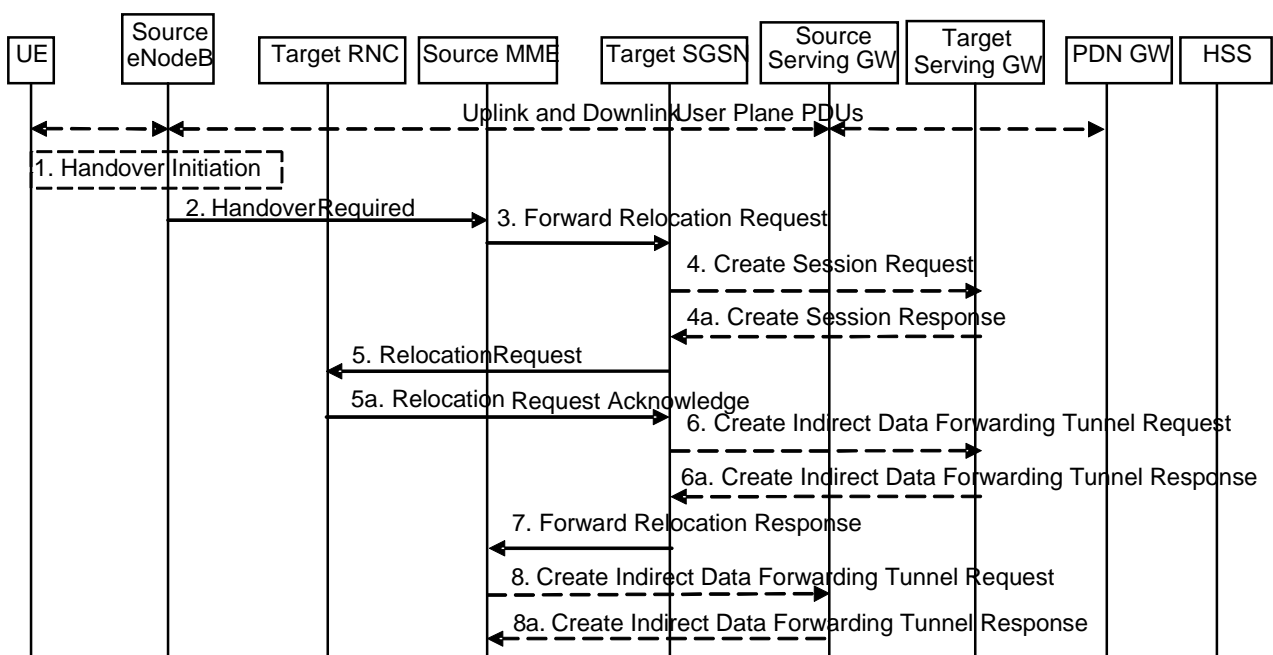 UE
Source
eNodeB
Target RNC
Source MME
Target SGSN
Source
Serving GW
Target
Serving GW
PDN GW
HSS
Uplink and Downlink User Plane PDUs
1. Handover Initiation
2. Handover Required
3. Forward Relocation Request
4. Create Session Request
4a. Create Session Response
5. Relocation Request
5a. Relocation Request Acknowledge
6. Create Indirect Data Forwarding Tunnel Request
6a. Create Indirect Data Forwarding Tunnel Response
7. Forward Relocation Response
8. Create Indirect Data Forwarding Tunnel Request
8a. Create Indirect Data Forwarding Tunnel Response